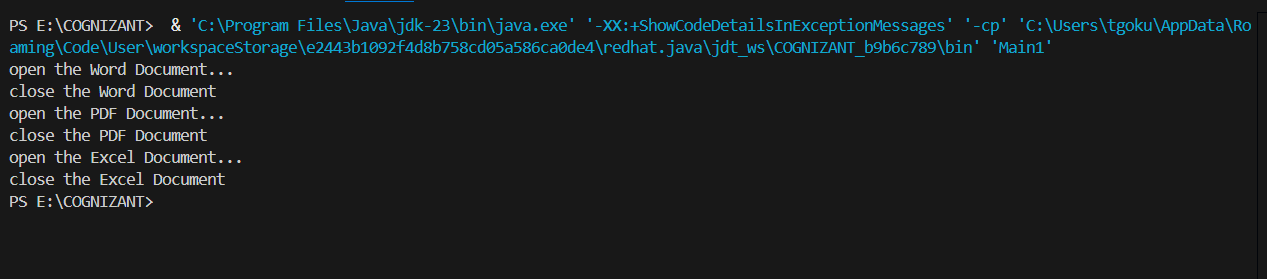 PS E:\COGNIZANT>  & 'C:\Program Files\Java\jdk-23\bin\java.exe' '-XX:+ShowCodeDetailsInExceptionMessages' '-cp' 'C:\Users\tgoku\AppData\Ro
aming\Code\User\workspaceStorage\e2443b1092f4d8b758cd05a586ca0de4\redhat.java\jdt_ws\COGNIZANT_b9b6c789\bin' 'Main1'
open the Word Document...
close the Word Document
open the PDF Document...
close the PDF Document
open the Excel Document...
close the Excel Document
PS E:\COGNIZANT>